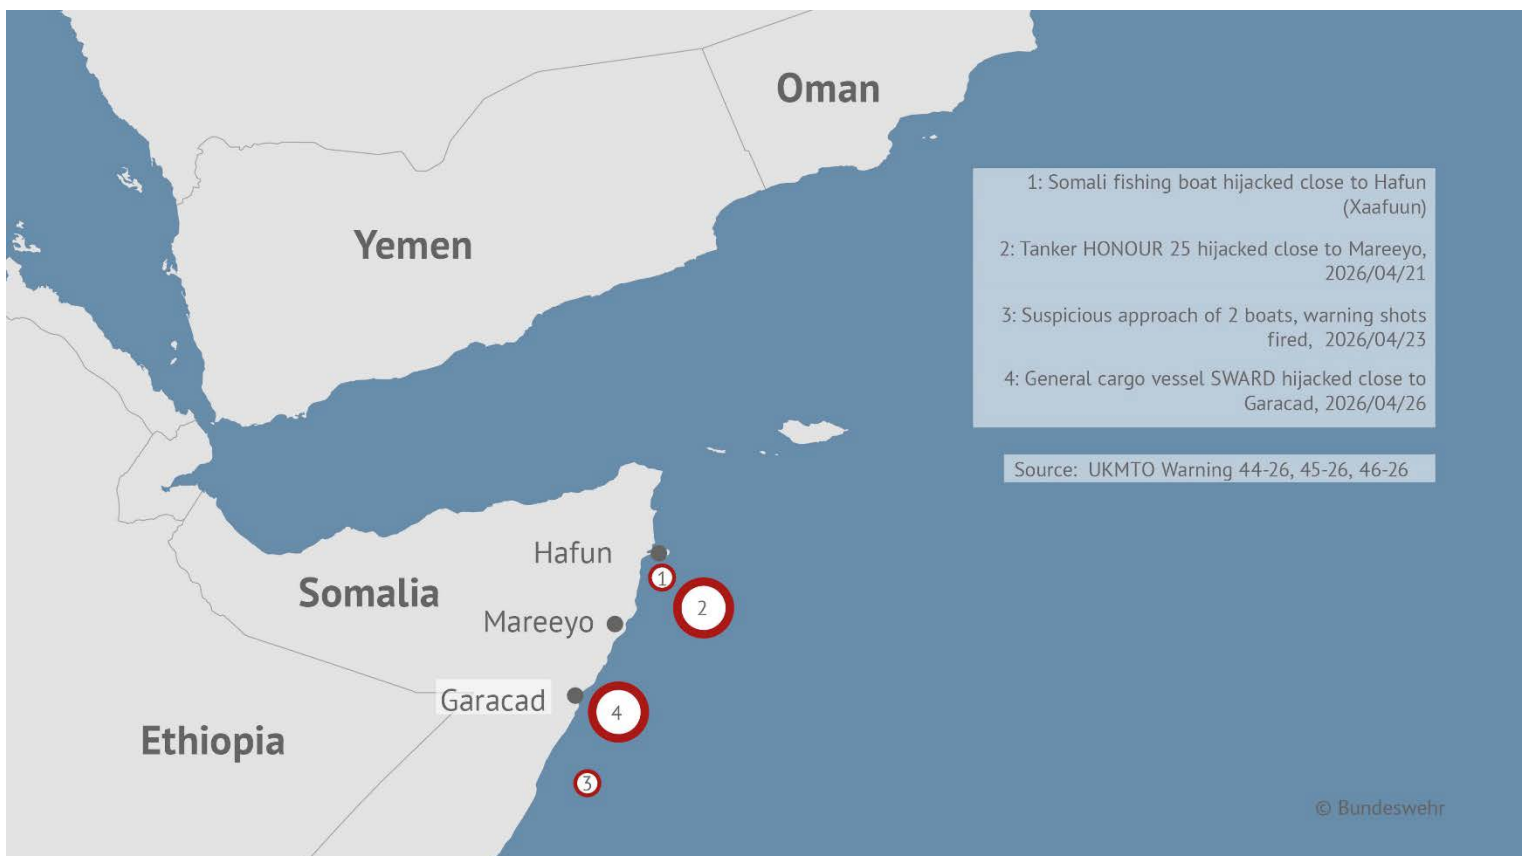 Oman
Yemen
1: Somali fishing boat hijacked close to Hafun
(Xaafuun)
2: Tanker HONOUR 25 hijacked close to Mareeyo,
2026/04/21
3: Suspicious approach of 2 boats, warning shots
fired, 2026/04/23
4: General cargo vessel SWARD hijacked close to
Garacad, 2026/04/26
Source: UKMTO Warning 44-26, 45-26, 46-26
Hafun
1
Somalia
2
Mareeyo
Garacad
4
Ethiopia
3
© Bundeswehr